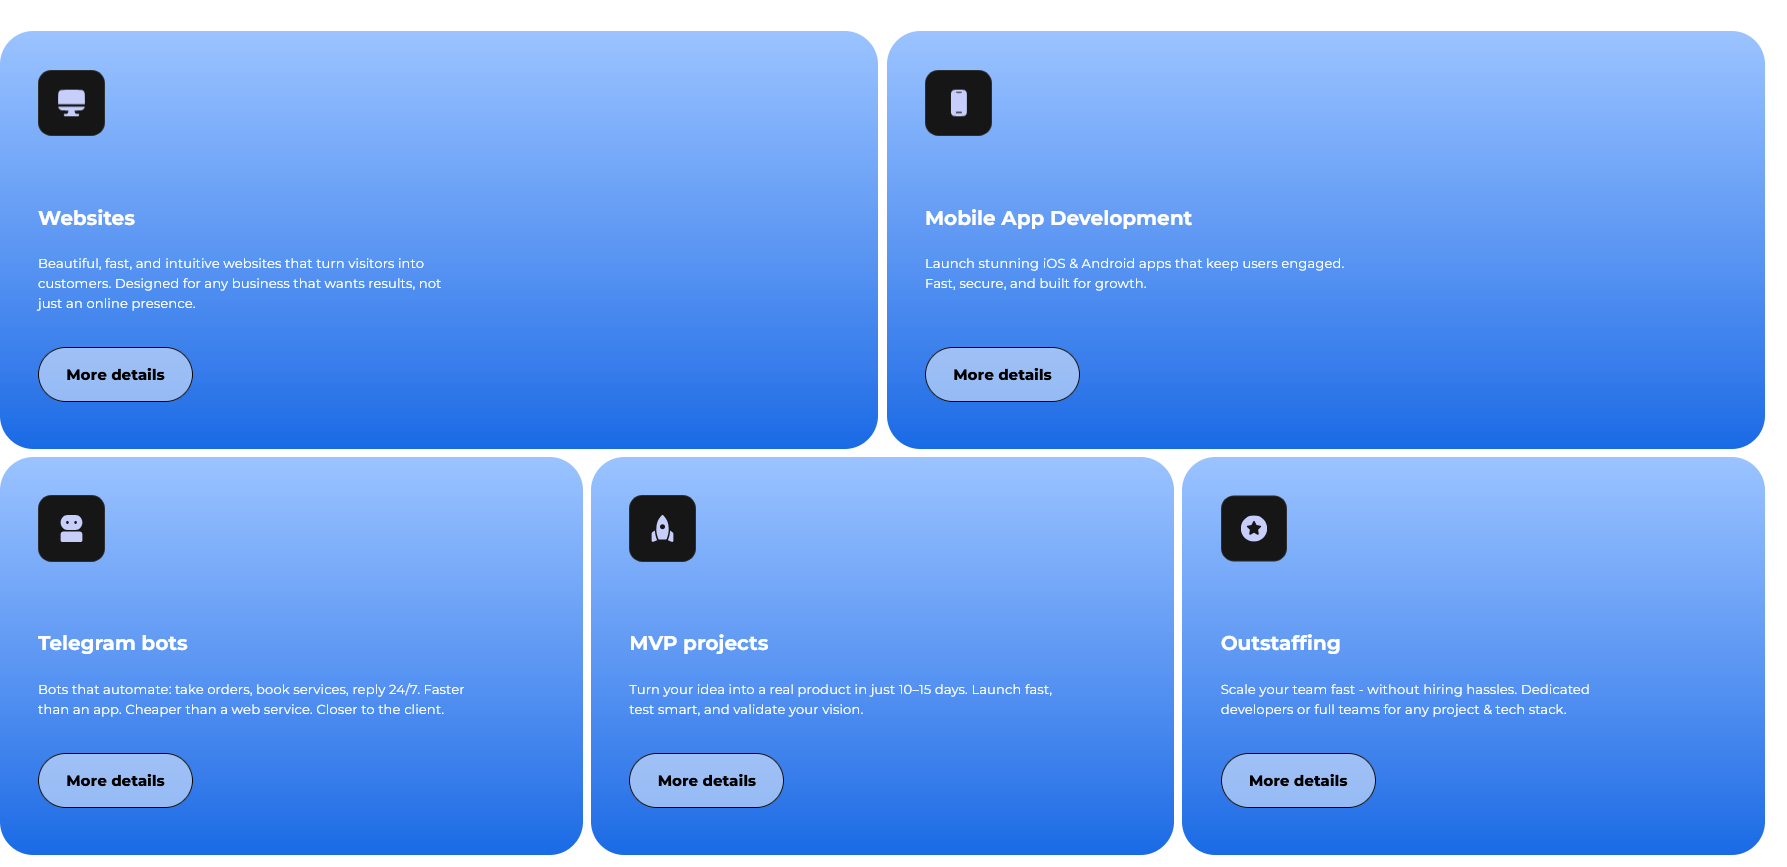 Websites
Beautiful, fast, and intuitive websites that turn visitors into
customers. Designed for any business that wants results, not
just an online presence.
More details
Mobile App Development
Launch stunning iOS & Android apps that keep users engaged.
Fast, secure, and built for growth.
More details
Telegram bots
Bots that automate: take orders, book services, reply 24/7. Faster
than an app. Cheaper than a web service. Closer to the client.
More details
MVP projects
Turn your idea into a real product in just 10–15 days. Launch fast,
test smart, and validate your vision.
More details
Outstaffing
Scale your team fast - without hiring hassles. Dedicated
developers or full teams for any project & tech stack.
More details